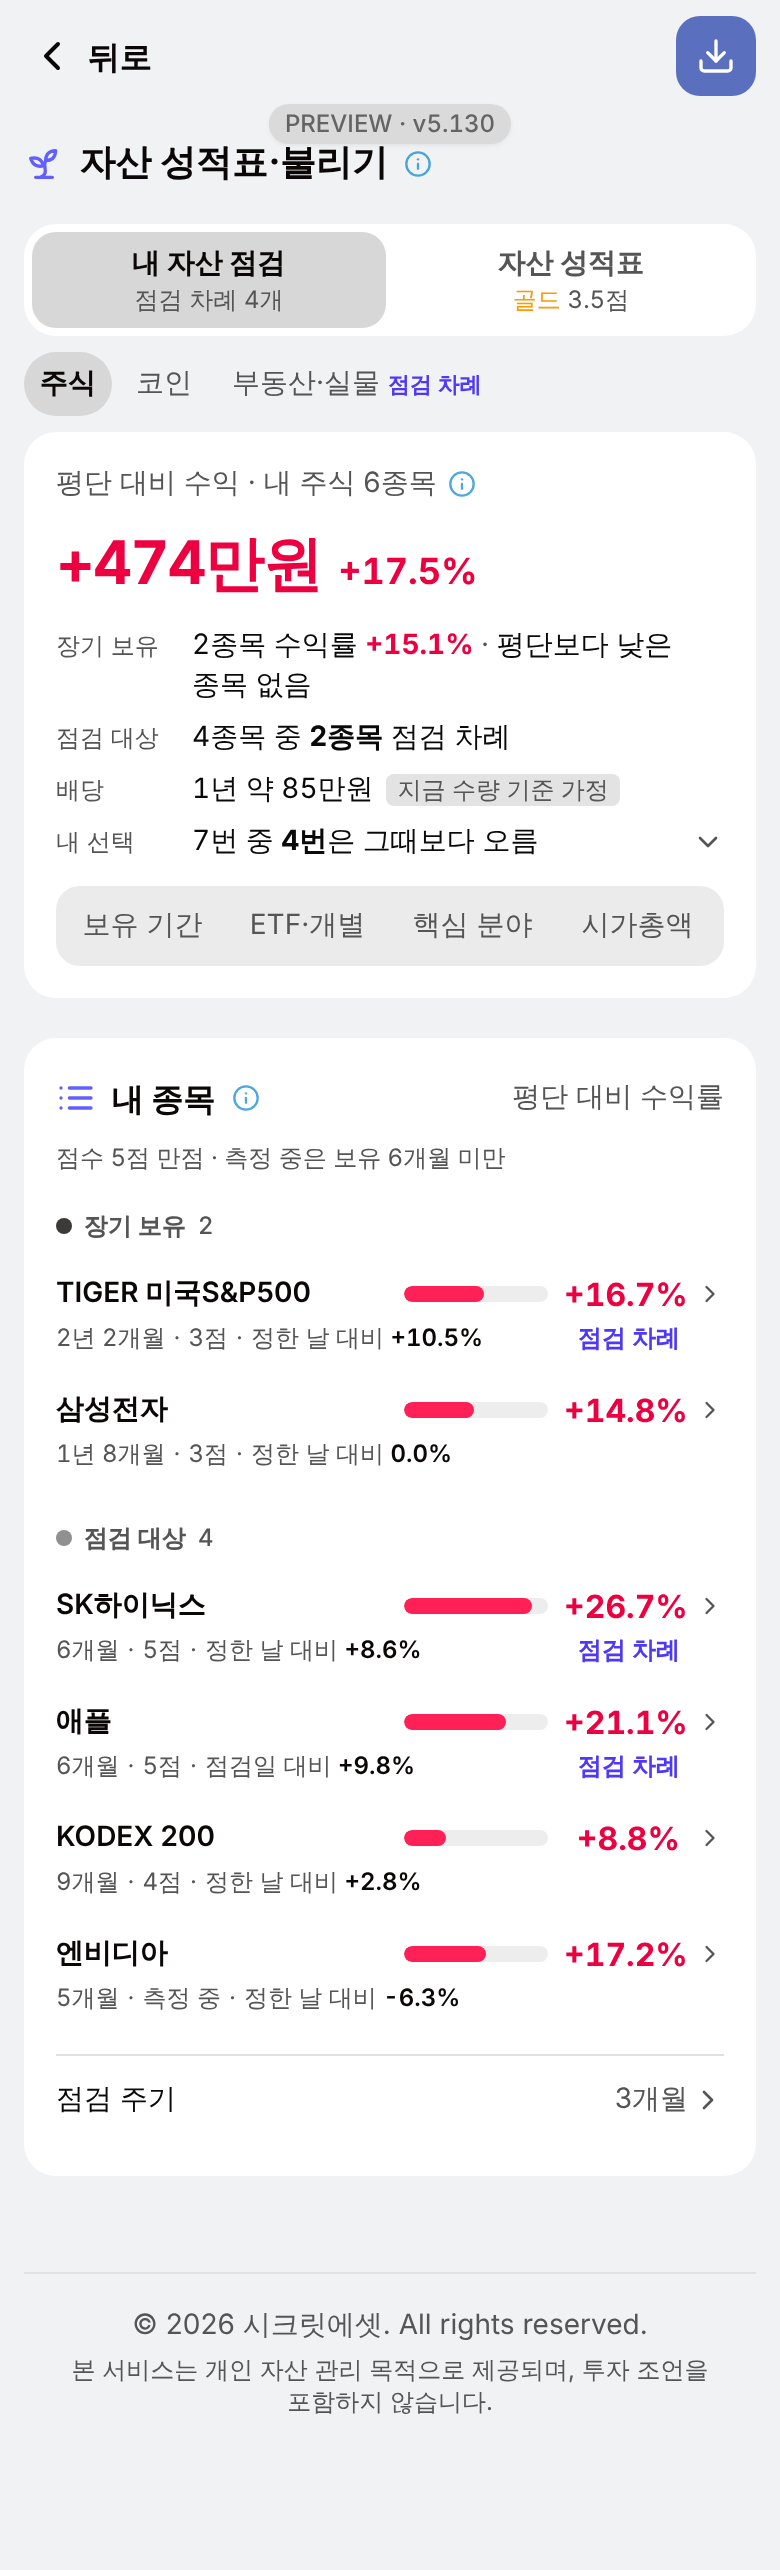 뒤로
PREVIEW · v5.130
자산 성적표·불리기
내 자산 점검
점검 차례 4개
자산 성적표
골드 3.5점
주식 코인 부동산·실물 점검 차례
평단 대비 수익 · 내 주식 6종목
+474만원 +17.5%
장기 보유 2종목 수익률 +15.1% · 평단보다 낮은
종목 없음
점검 대상 4종목 중 2종목 점검 차례
배당 1년 약 85만원 지금 수량 기준 가정
내 선택 7번 중 4번은 그때보다 오름
보유 기간 ETF·개별 핵심 분야 시가총액
내 종목 평단 대비 수익률
점수 5점 만점 · 측정 중은 보유 6개월 미만
장기 보유 2
TIGER 미국S&P500 +16.7%
2년 2개월 · 3점 · 정한 날 대비 +10.5% 점검 차례
삼성전자 +14.8%
1년 8개월 · 3점 · 정한 날 대비 0.0%
점검 대상 4
SK하이닉스 +26.7%
6개월 · 5점 · 정한 날 대비 +8.6% 점검 차례
애플 +21.1%
6개월 · 5점 · 점검일 대비 +9.8% 점검 차례
KODEX 200 +8.8%
9개월 · 4점 · 정한 날 대비 +2.8%
엔비디아 +17.2%
5개월 · 측정 중 · 정한 날 대비 -6.3%
점검 주기 3개월
© 2026 시크릿에셋. All rights reserved.
본 서비스는 개인 자산 관리 목적으로 제공되며, 투자 조언을
포함하지 않습니다.